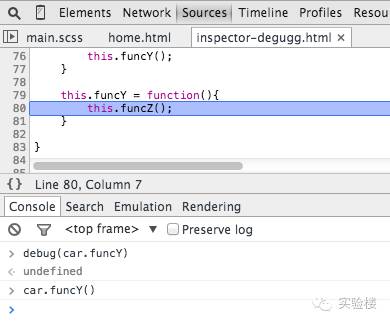 Elements Network Sources Timeline Profiles Resou
main.scss home.html inspector-degugg.html ×
76 this.funcY();
77 }
78
79 this.funcY = function(){
80 this.funcZ();
81 }
82
83 }
84
{} Line 80, Column 7
Console Search Emulation Rendering
<top frame> ▼ Preserve log
> debug(car.funcY)
< undefined
> car.funcY()
>
实验楼